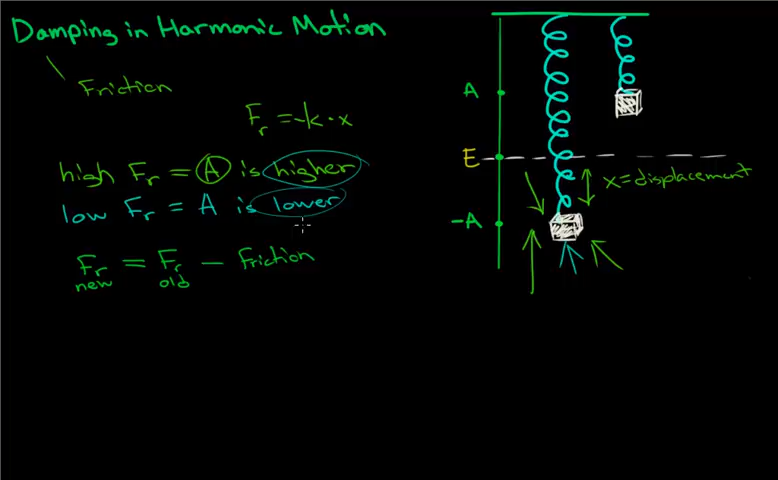 Damping in Harmonic Motion
Friction
Fr = -k · x
high Fr = A is higher
low Fr = A is lower
Fr new = Fr old - Friction
A
E
x = displacement
-A